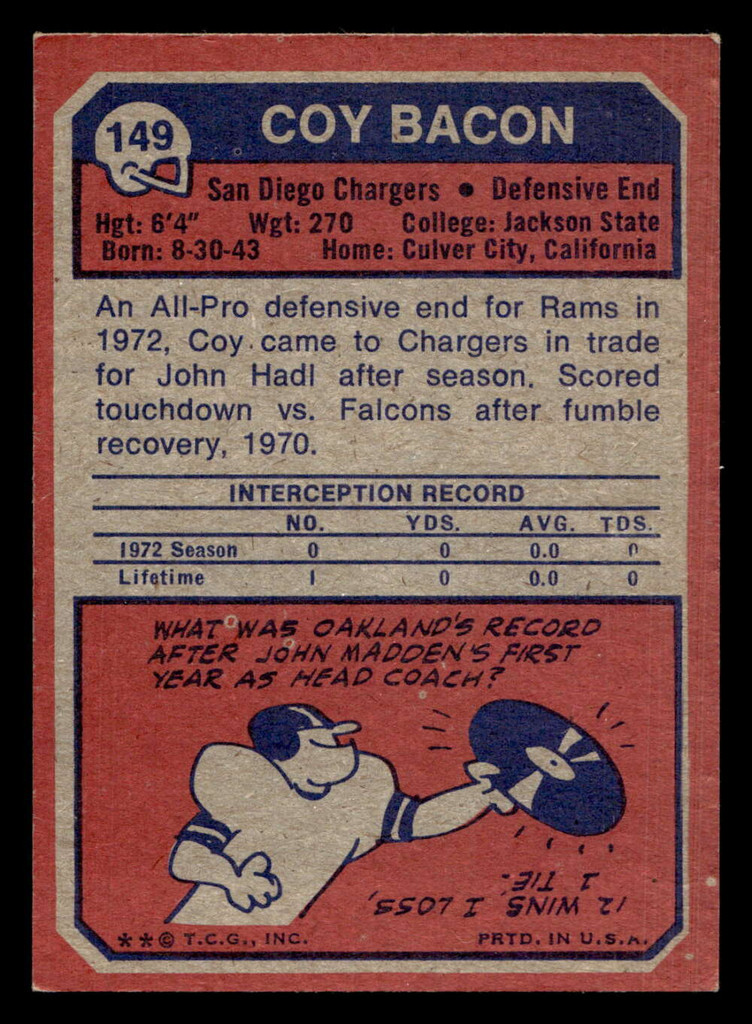 149
COY BACON
San Diego Chargers • Defensive End
Hgt: 6'4" Wgt: 270 College: Jackson State
Born: 8-30-43 Home: Culver City, California
An All-Pro defensive end for Rams in
1972, Coy came to Chargers in trade
for John Hadl after season. Scored
touchdown vs. Falcons after fumble
recovery, 1970.
INTERCEPTION RECORD
NO. YDS. AVG. TDS.
1972 Season 0 0 0.0 0
Lifetime 1 0 0.0 0
WHAT WAS OAKLAND'S RECORD
AFTER JOHN MADDEN'S FIRST
YEAR AS HEAD COACH?
12 WINS, 1 LOSS,
1 TIE.
**© T.C.G., INC. PRTD. IN U.S.A.